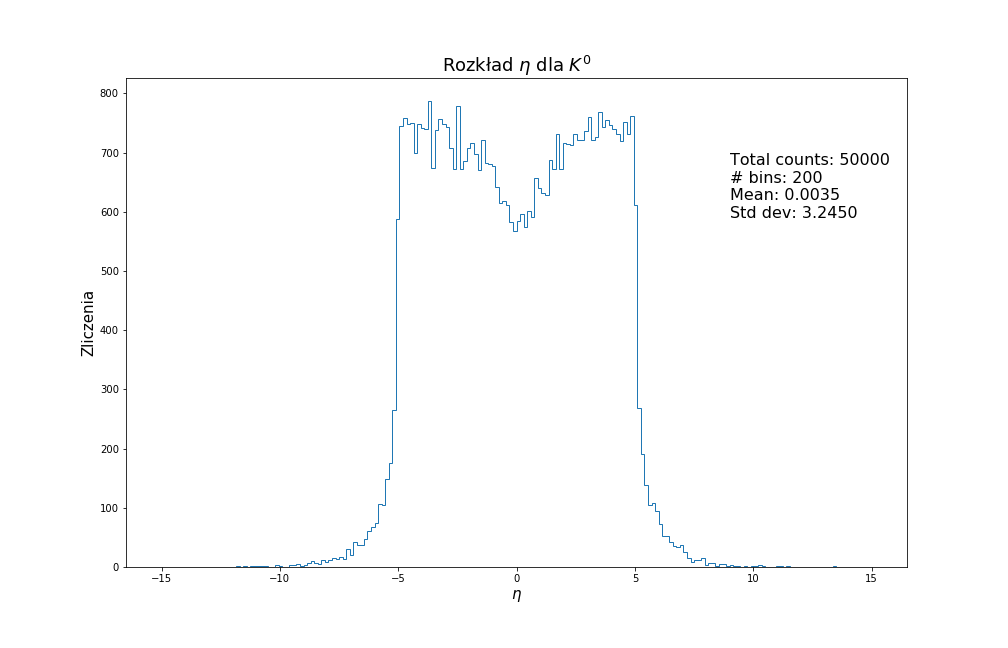 Rozkład η dla K⁰
800
700
600
500
400
300
200
100
0
Zliczenia
Total counts: 50000
# bins: 200
Mean: 0.0035
Std dev: 3.2450
−15 −10 −5 0 5 10 15
η